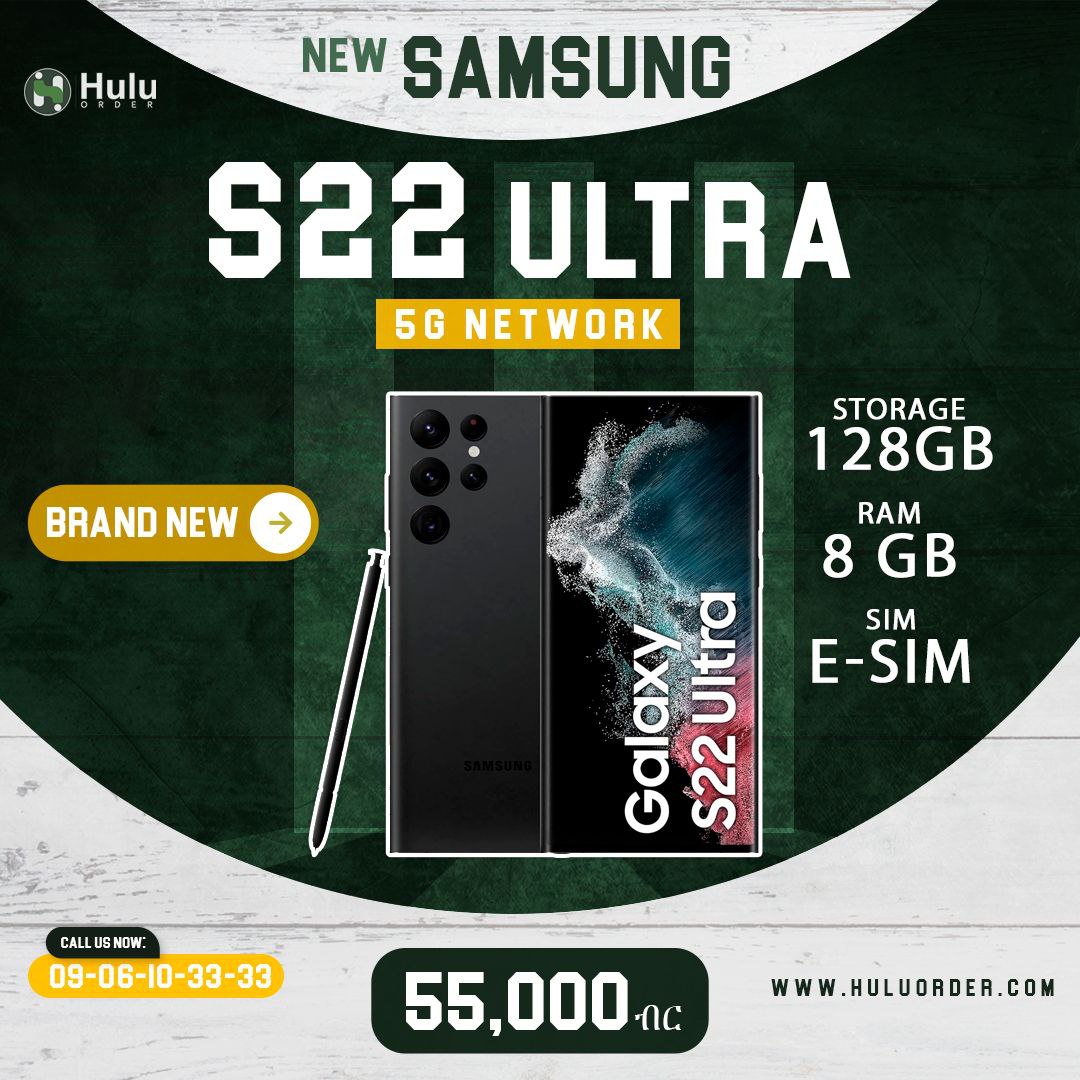 NEW SAMSUNG
Hulu
ORDER
S22 ULTRA
5G NETWORK
STORAGE
128GB
RAM
8 GB
SIM
E-SIM
BRAND NEW
SAMSUNG
Galaxy
S22 Ultra
CALL US NOW:
09-06-10-33-33
55,000 ብር
WWW.HULUORDER.COM